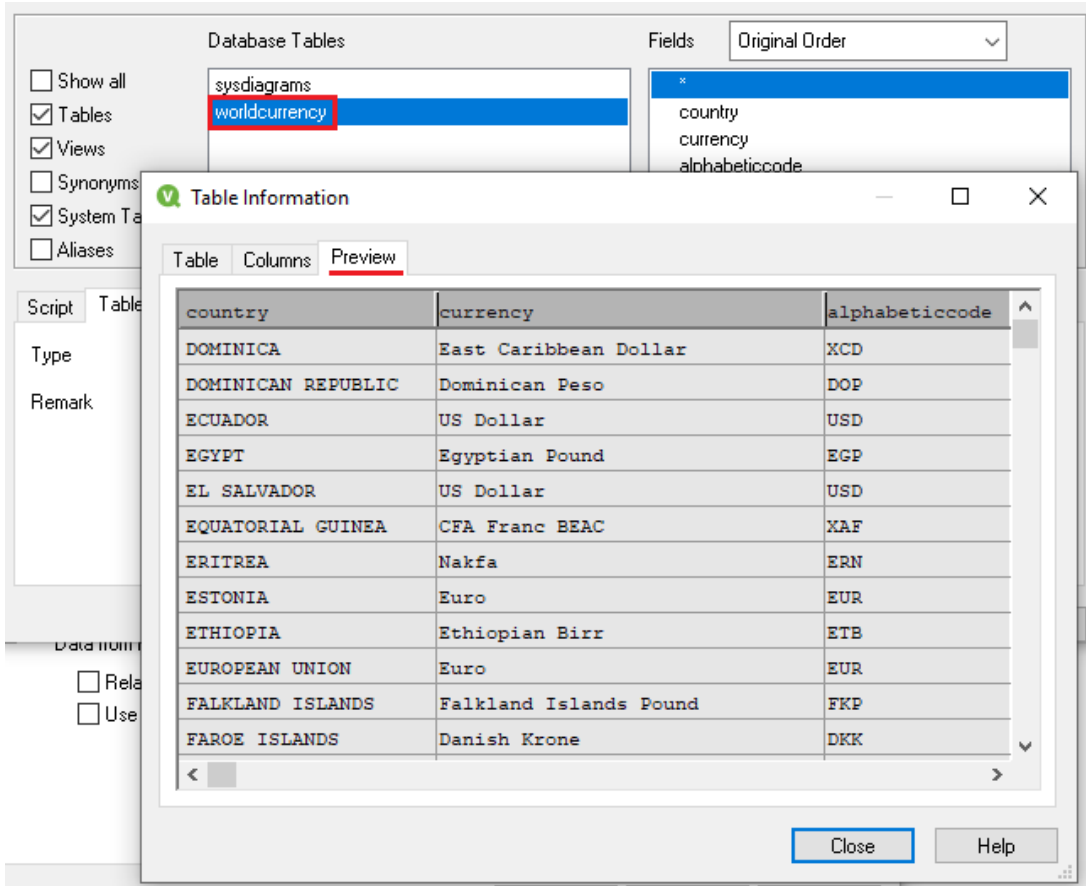 Database Tables
Fields
Original Order
Show all
Tables
Views
Synonyms
System Ta
Aliases
sysdiagrams
worldcurrency
*
country
currency
alphabeticcode
Script
Table
Type
Remark
Table Information
Table Columns Preview
country currency alphabeticcode
DOMINICA East Caribbean Dollar XCD
DOMINICAN REPUBLIC Dominican Peso DOP
ECUADOR US Dollar USD
EGYPT Egyptian Pound EGP
EL SALVADOR US Dollar USD
EQUATORIAL GUINEA CFA Franc BEAC XAF
ERITREA Nakfa ERN
ESTONIA Euro EUR
ETHIOPIA Ethiopian Birr ETB
EUROPEAN UNION Euro EUR
FALKLAND ISLANDS Falkland Islands Pound FKP
FAROE ISLANDS Danish Krone DKK
Close Help
Data from
Rela
Use